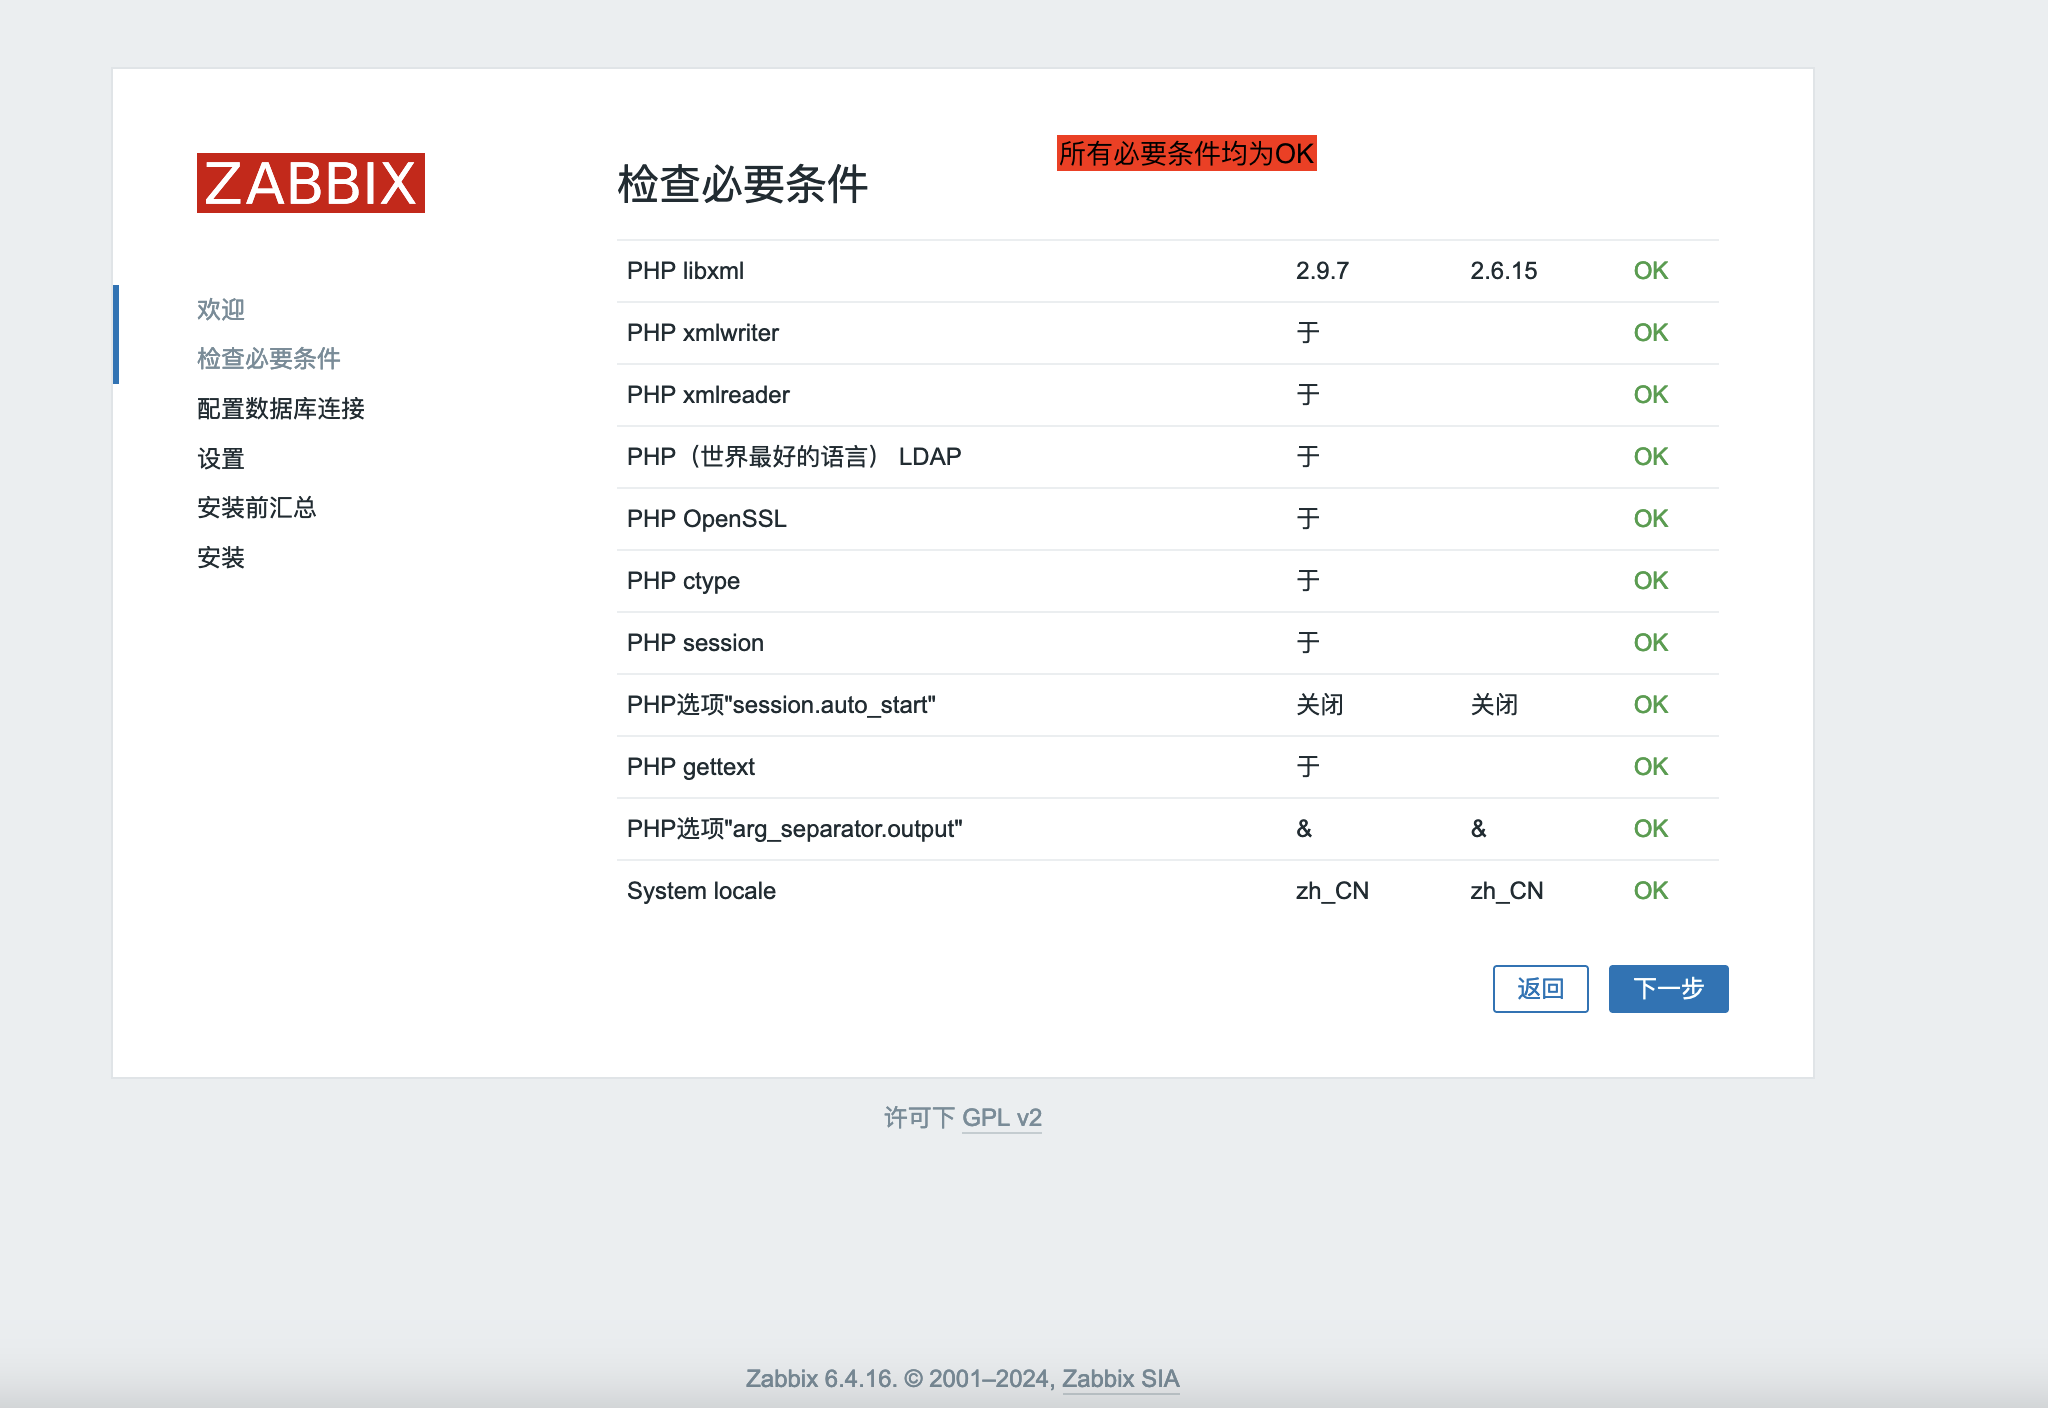 ZABBIX
欢迎
检查必要条件
配置数据库连接
设置
安装前汇总
安装
检查必要条件
所有必要条件均为OK
PHP libxml 2.9.7 2.6.15 OK
PHP xmlwriter 于 OK
PHP xmlreader 于 OK
PHP（世界最好的语言） LDAP 于 OK
PHP OpenSSL 于 OK
PHP ctype 于 OK
PHP session 于 OK
PHP选项"session.auto_start" 关闭 关闭 OK
PHP gettext 于 OK
PHP选项"arg_separator.output" & & OK
System locale zh_CN zh_CN OK
返回 下一步
许可下 GPL v2
Zabbix 6.4.16. © 2001–2024, Zabbix SIA